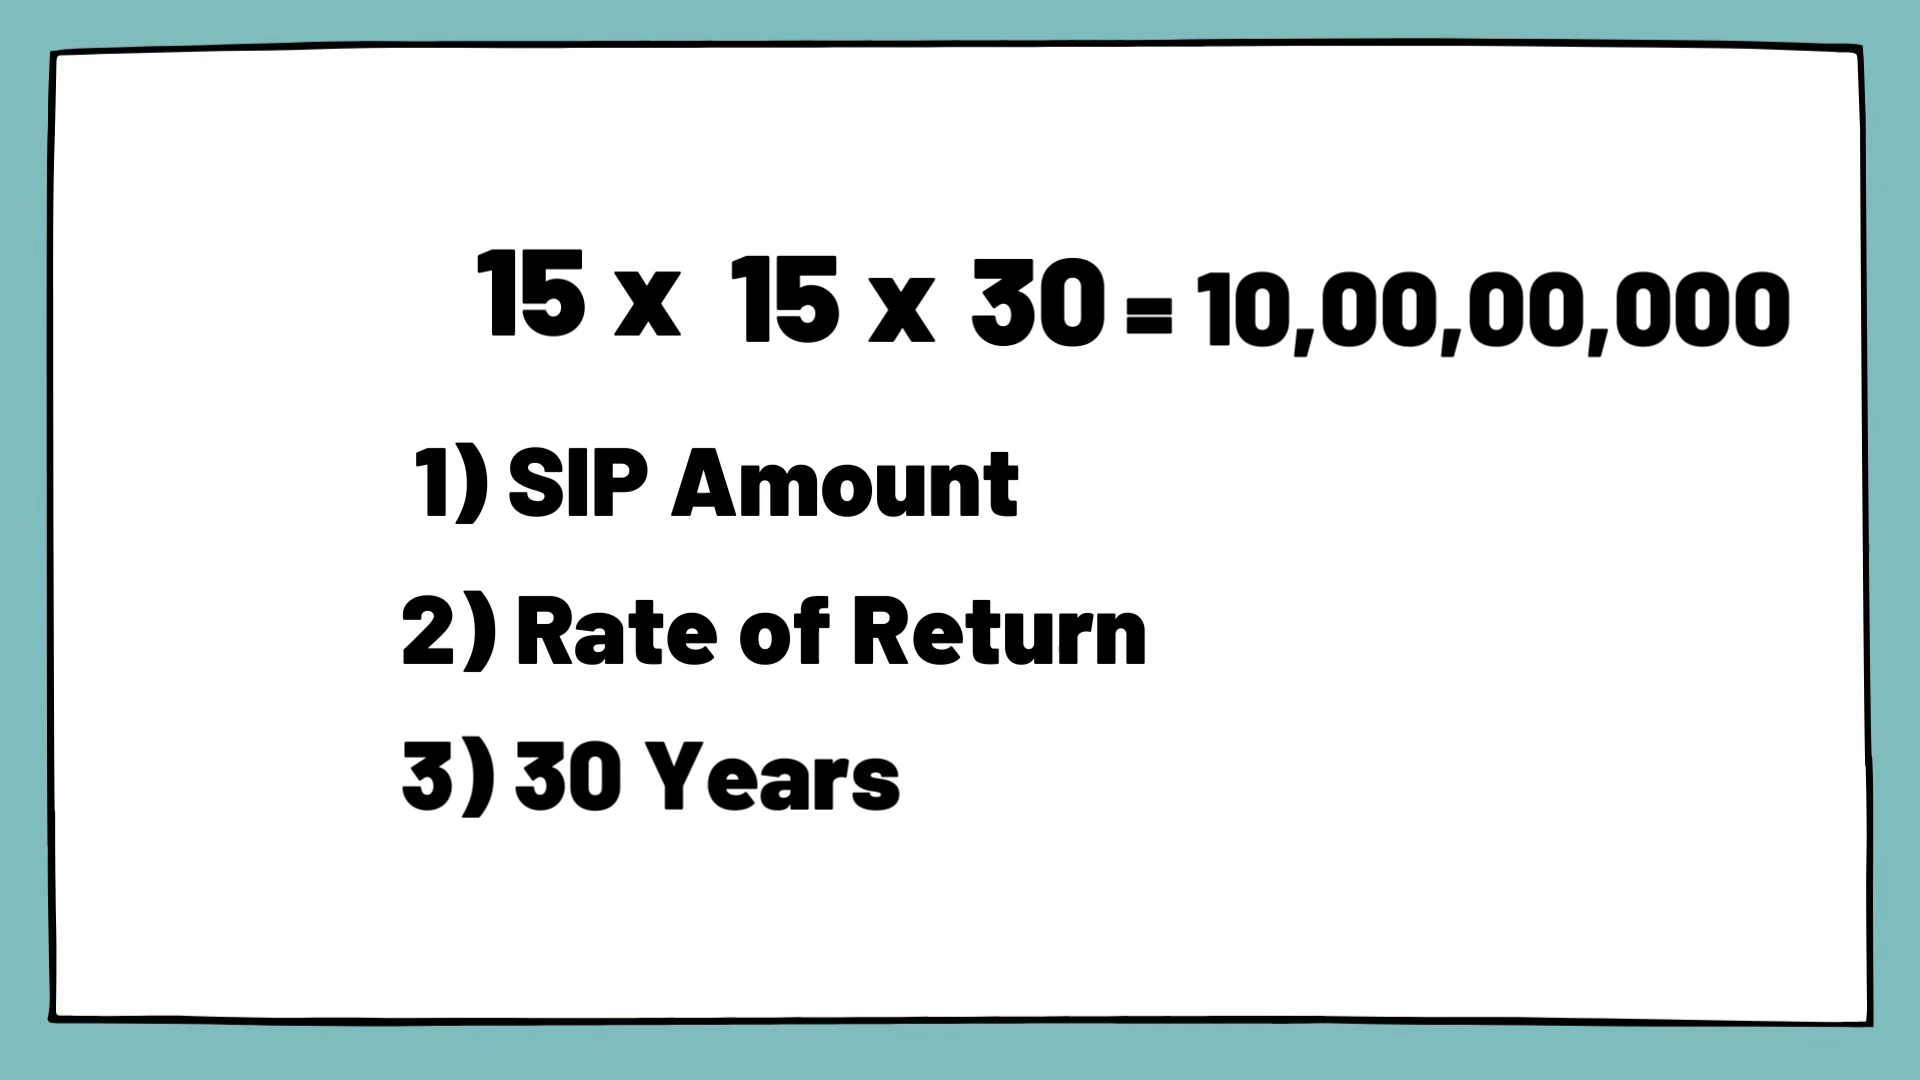 15 x 15 x 30 = 10,00,00,000
1) SIP Amount
2) Rate of Return
3) 30 Years